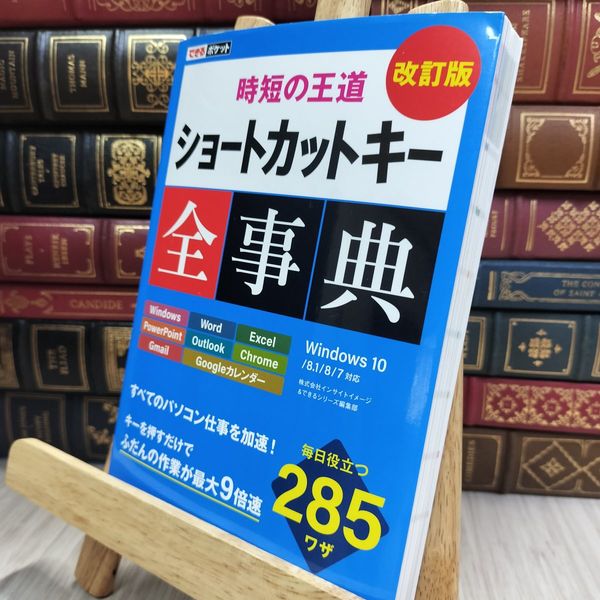 できるポケット
時短の王道
改訂版
ショートカットキー
全事典
Windows
Word
Excel
PowerPoint
Outlook
Chrome
Gmail
Googleカレンダー
Windows 10
/8.1/8/7 対応
株式会社インサイトイメージ
&できるシリーズ編集部
すべてのパソコン仕事を加速!
キーを押すだけで
ふだんの作業が最大9倍速
毎日役立つ
285
ワザ
THOMAS
MANN
CANDIDE